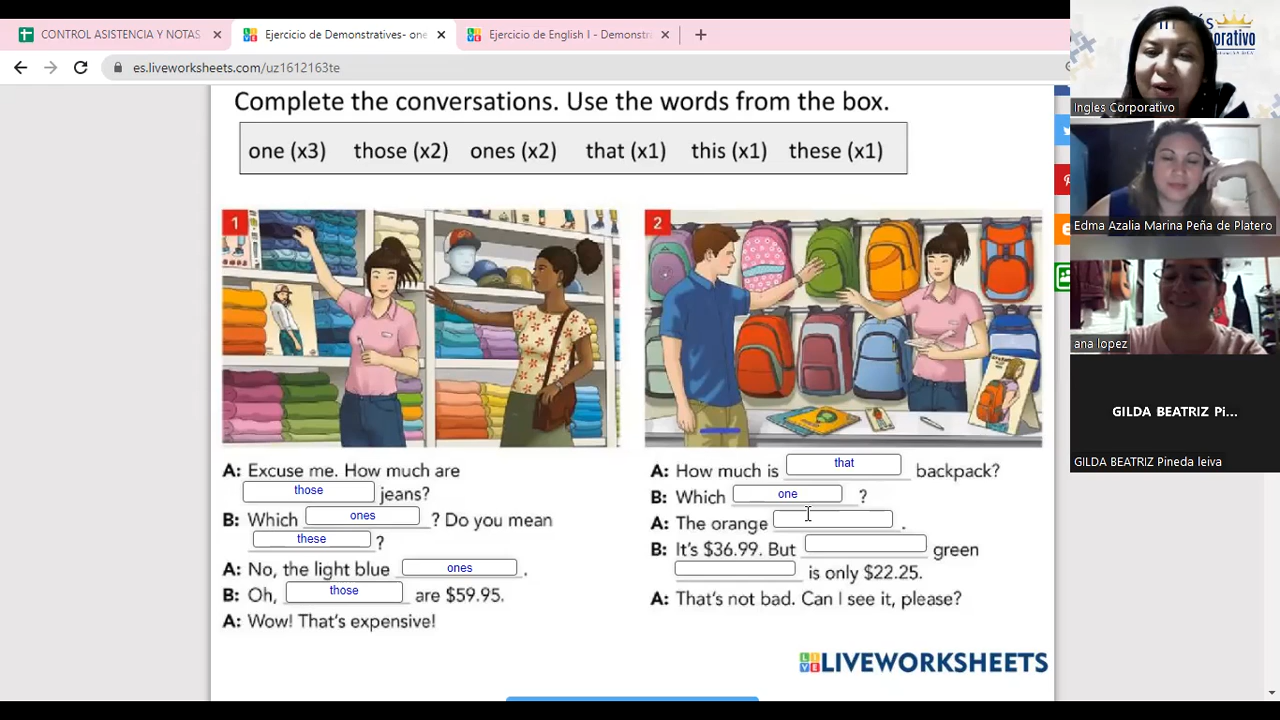 CONTROL ASISTENCIA Y NOTAS
Ejercicio de Demonstratives- one
Ejercicio de English I - Demonstr
es.liveworksheets.com/uz1612163te
Complete the conversations. Use the words from the box.
one (x3) those (x2) ones (x2) that (x1) this (x1) these (x1)
1
2
A: Excuse me. How much are
those jeans?
B: Which ones ? Do you mean
these ?
A: No, the light blue ones .
B: Oh, those are $59.95.
A: Wow! That's expensive!
A: How much is that backpack?
B: Which one ?
A: The orange .
B: It's $36.99. But green
is only $22.25.
A: That's not bad. Can I see it, please?
LIVEWORKSHEETS
Ingles Corporativo
Edma Azalia Marina Peña de Platero
ana lopez
GILDA BEATRIZ Pi...
GILDA BEATRIZ Pineda leiva